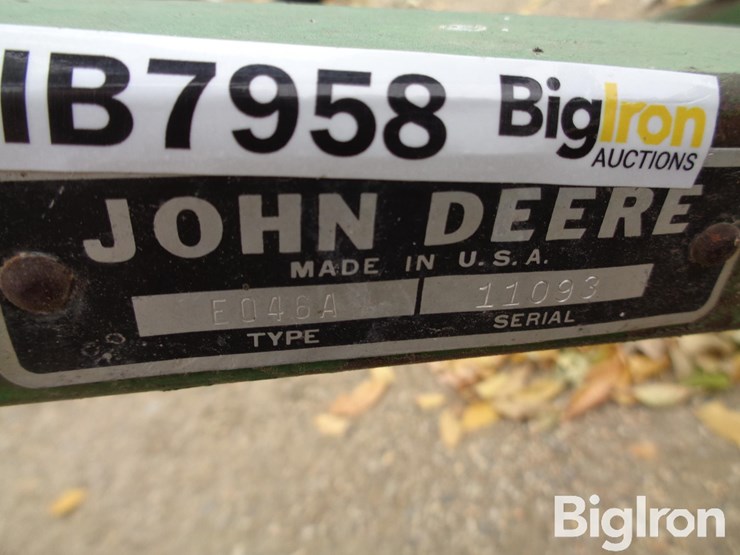 IB7958 BigIron
AUCTIONS
JOHN DEERE
MADE IN U.S.A.
E046A 11093
TYPE SERIAL
BigIron